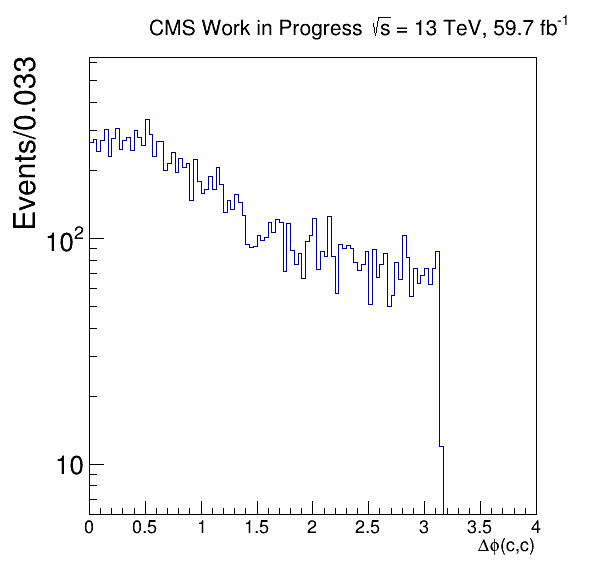 CMS Work in Progress √s = 13 TeV, 59.7 fb⁻¹
Events/0.033
10²
10
0 0.5 1 1.5 2 2.5 3 3.5 4
Δϕ(c,c)